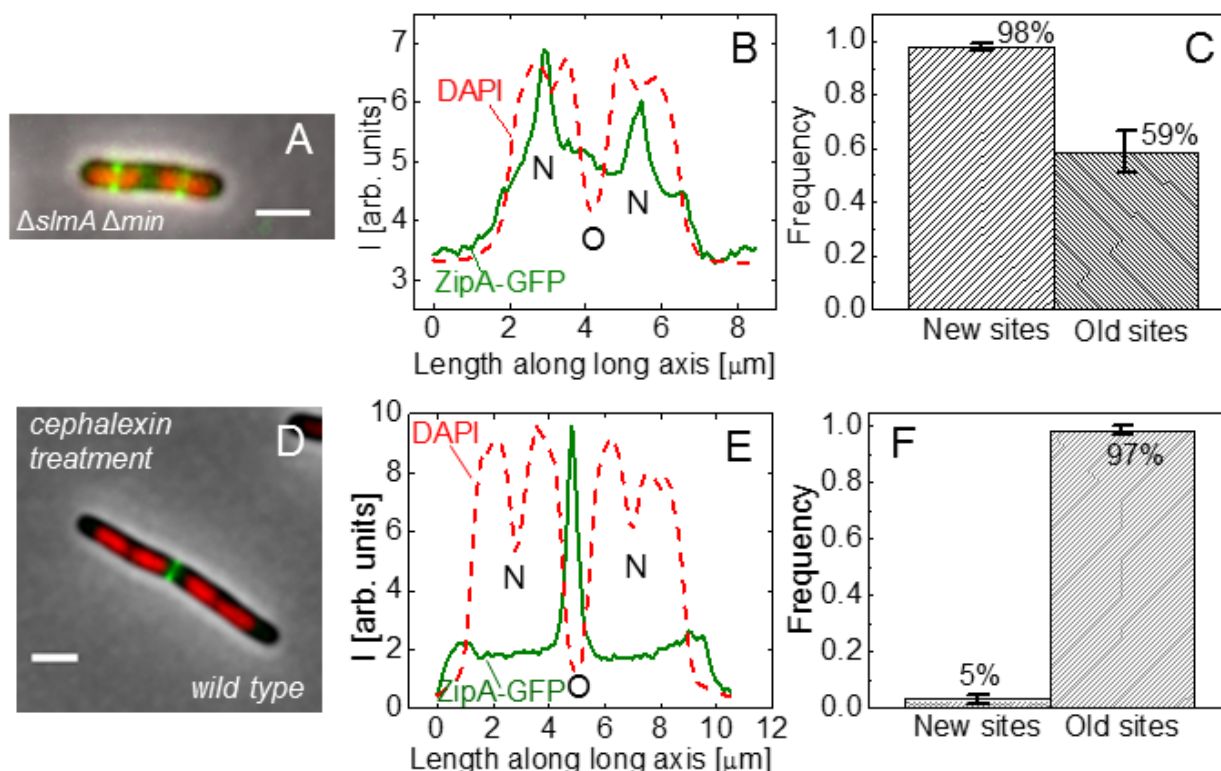 A
ΔslmA Δmin
B
7
6
5
4
3
I [arb. units]
DAPI
N
N
O
ZipA-GFP
0 2 4 6 8
Length along long axis [μm]
C
1.0
0.8
0.6
0.4
0.2
0.0
Frequency
98%
59%
New sites Old sites
D
cephalexin
treatment
wild type
E
10
8
6
4
2
0
I [arb. units]
DAPI
N
N
ZipA-GFP
O
0 2 4 6 8 10 12
Length along long axis [μm]
F
1.0
0.8
0.6
0.4
0.2
0.0
Frequency
5%
97%
New sites Old sites